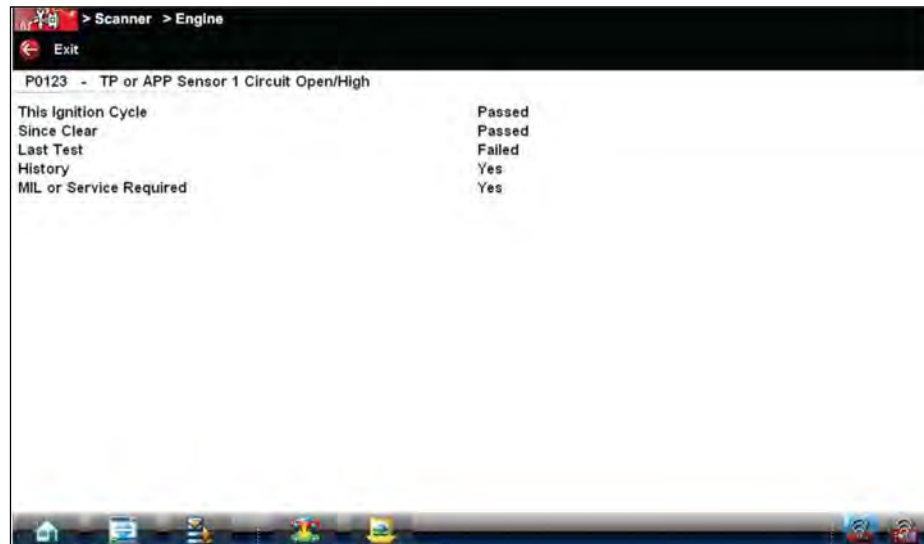 > Scanner > Engine
Exit
P0123 - TP or APP Sensor 1 Circuit Open/High
This Ignition Cycle Passed
Since Clear Passed
Last Test Failed
History Yes
MIL or Service Required Yes